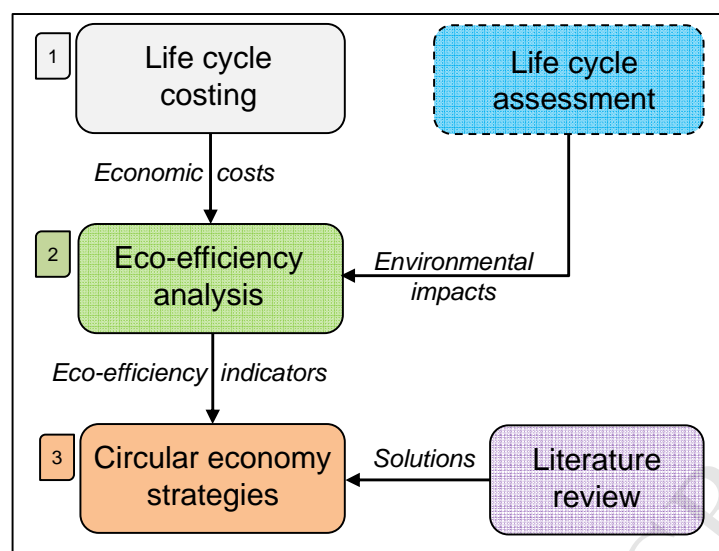 1
Life cycle
costing
Life cycle
assessment
Economic costs
2
Eco-efficiency
analysis
Environmental
impacts
Eco-efficiency indicators
3
Circular economy
strategies
Solutions
Literature
review